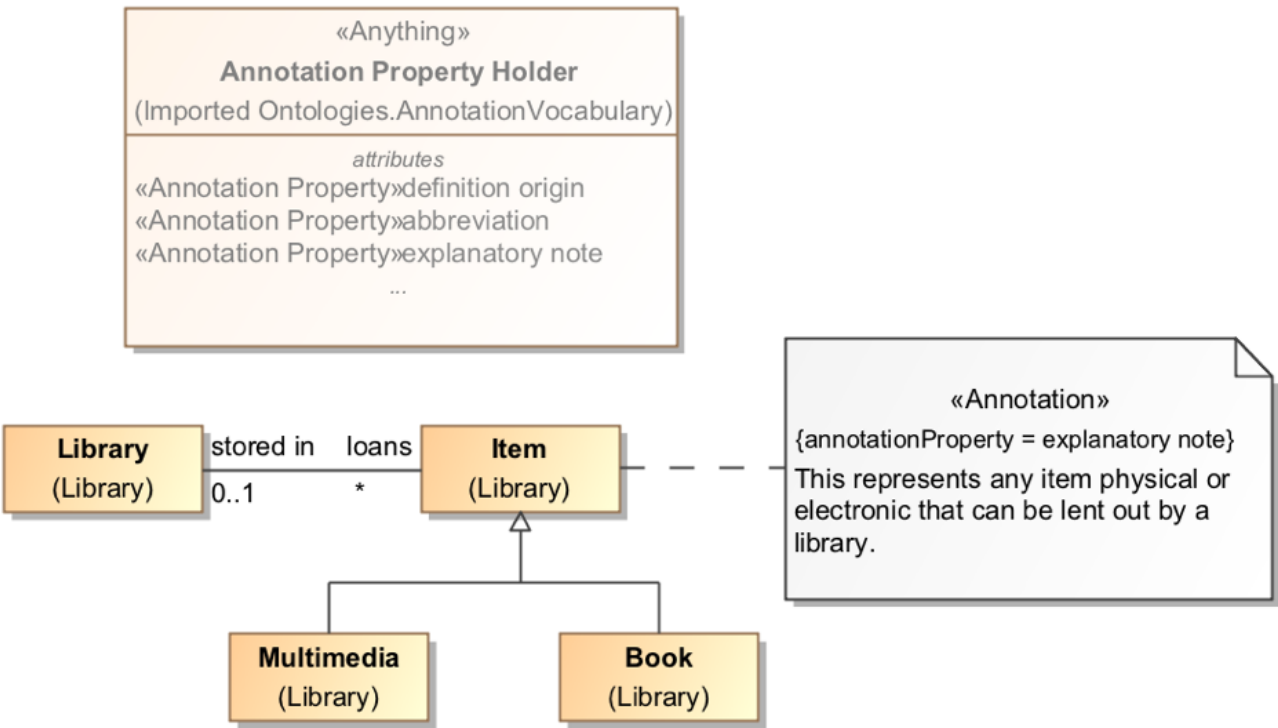 «Anything»
Annotation Property Holder
(Imported Ontologies.AnnotationVocabulary)
attributes
«Annotation Property»definition origin
«Annotation Property»abbreviation
«Annotation Property»explanatory note
...
«Annotation»
{annotationProperty = explanatory note}
This represents any item physical or
electronic that can be lent out by a
library.
Library
(Library)
stored in
0..1
loans
*
Item
(Library)
Multimedia
(Library)
Book
(Library)